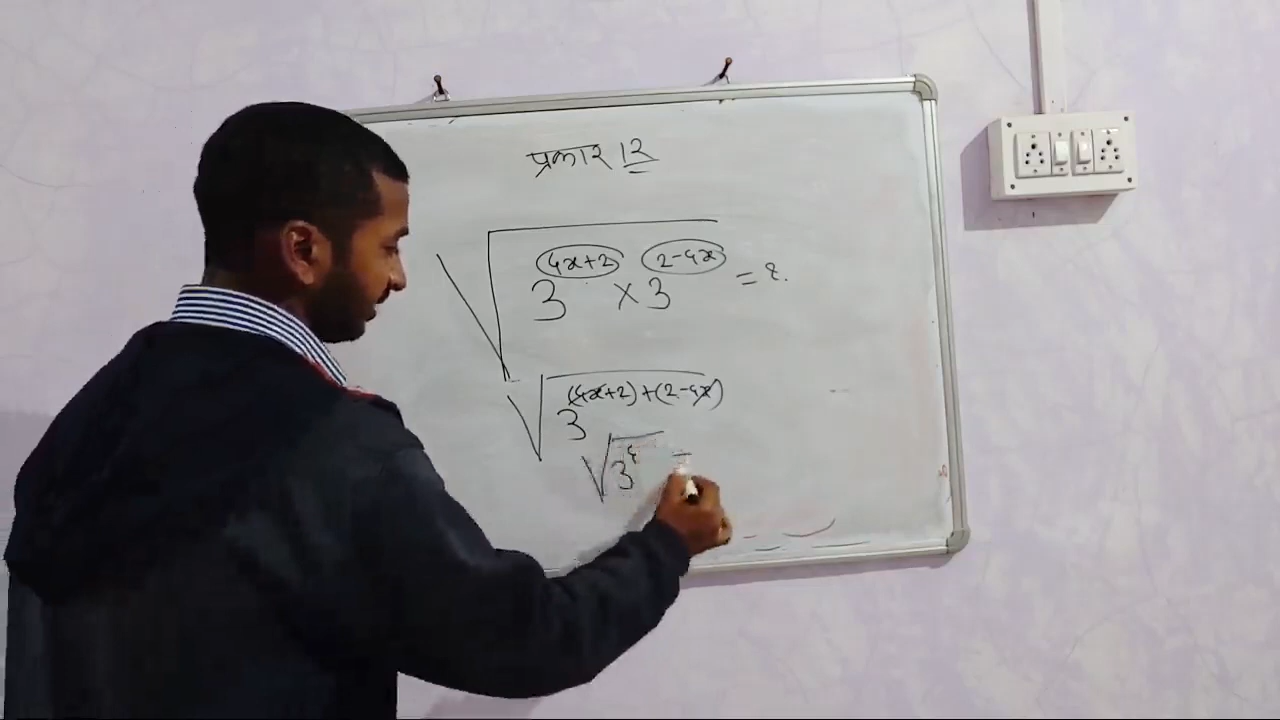 प्रकार 12
√3^(4x+2) × 3^(2-4x) = ?
√3^(4x+2)+(2-4x)
√3^4 =